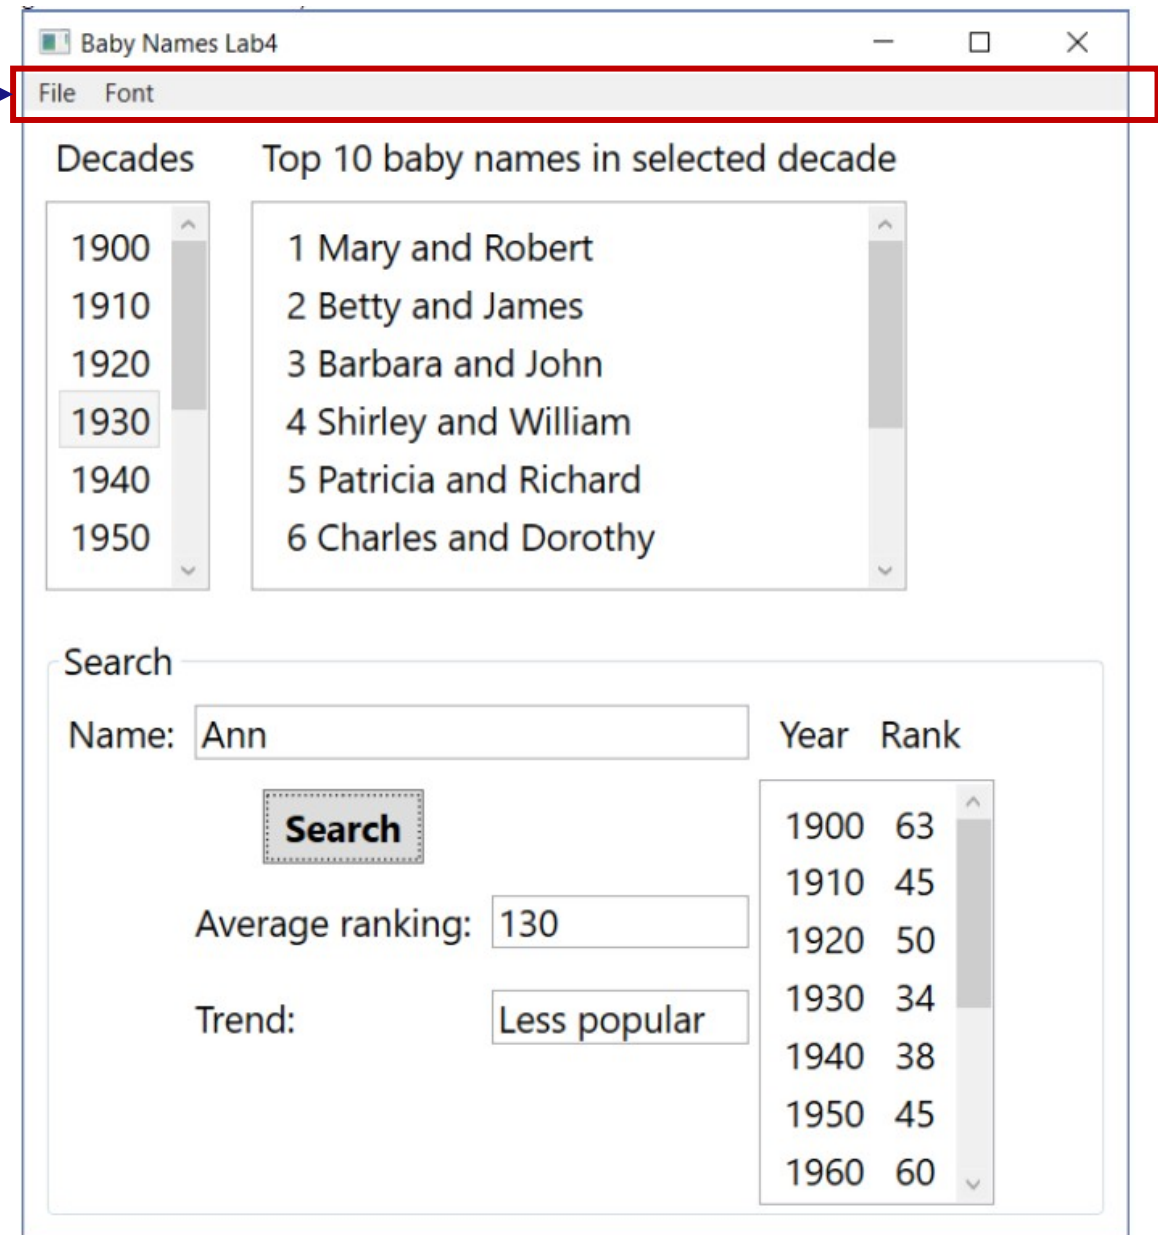 Baby Names Lab4
File Font
Decades Top 10 baby names in selected decade
1900
1910
1920
1930
1940
1950
1 Mary and Robert
2 Betty and James
3 Barbara and John
4 Shirley and William
5 Patricia and Richard
6 Charles and Dorothy
Search
Name: Ann
Search
Average ranking: 130
Trend: Less popular
Year Rank
1900 63
1910 45
1920 50
1930 34
1940 38
1950 45
1960 60